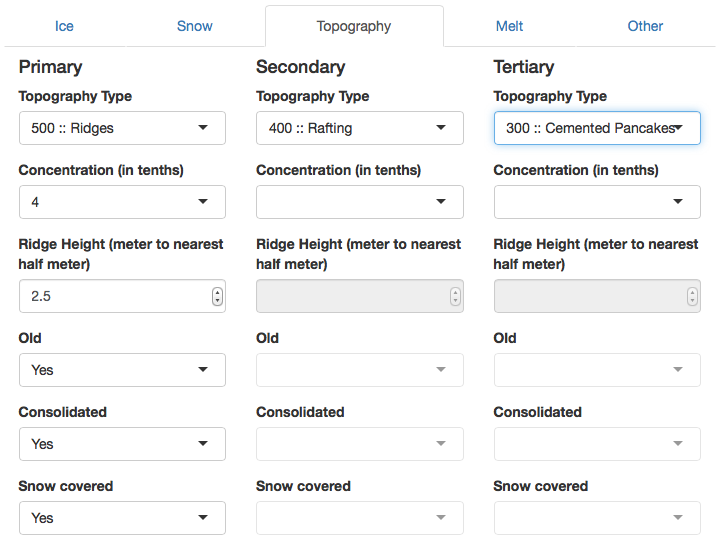 Ice Snow Topography Melt Other
Primary Secondary Tertiary
Topography Type Topography Type Topography Type
500 :: Ridges 400 :: Rafting 300 :: Cemented Pancakes
Concentration (in tenths) Concentration (in tenths) Concentration (in tenths)
4
Ridge Height (meter to nearest Ridge Height (meter to nearest Ridge Height (meter to nearest
half meter) half meter) half meter)
2.5
Old Old Old
Yes
Consolidated Consolidated Consolidated
Yes
Snow covered Snow covered Snow covered
Yes